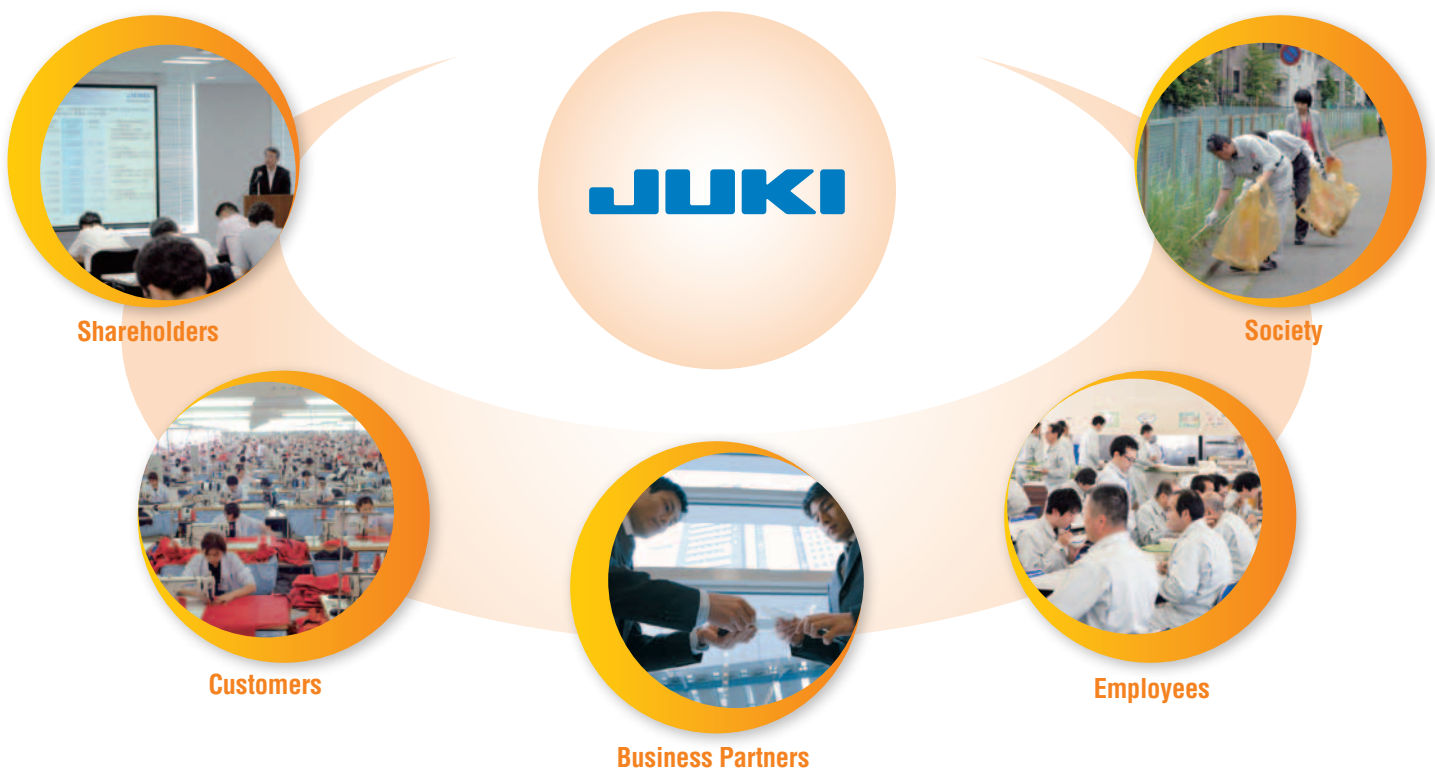 JUKI
Shareholders
Society
Customers
Employees
Business Partners